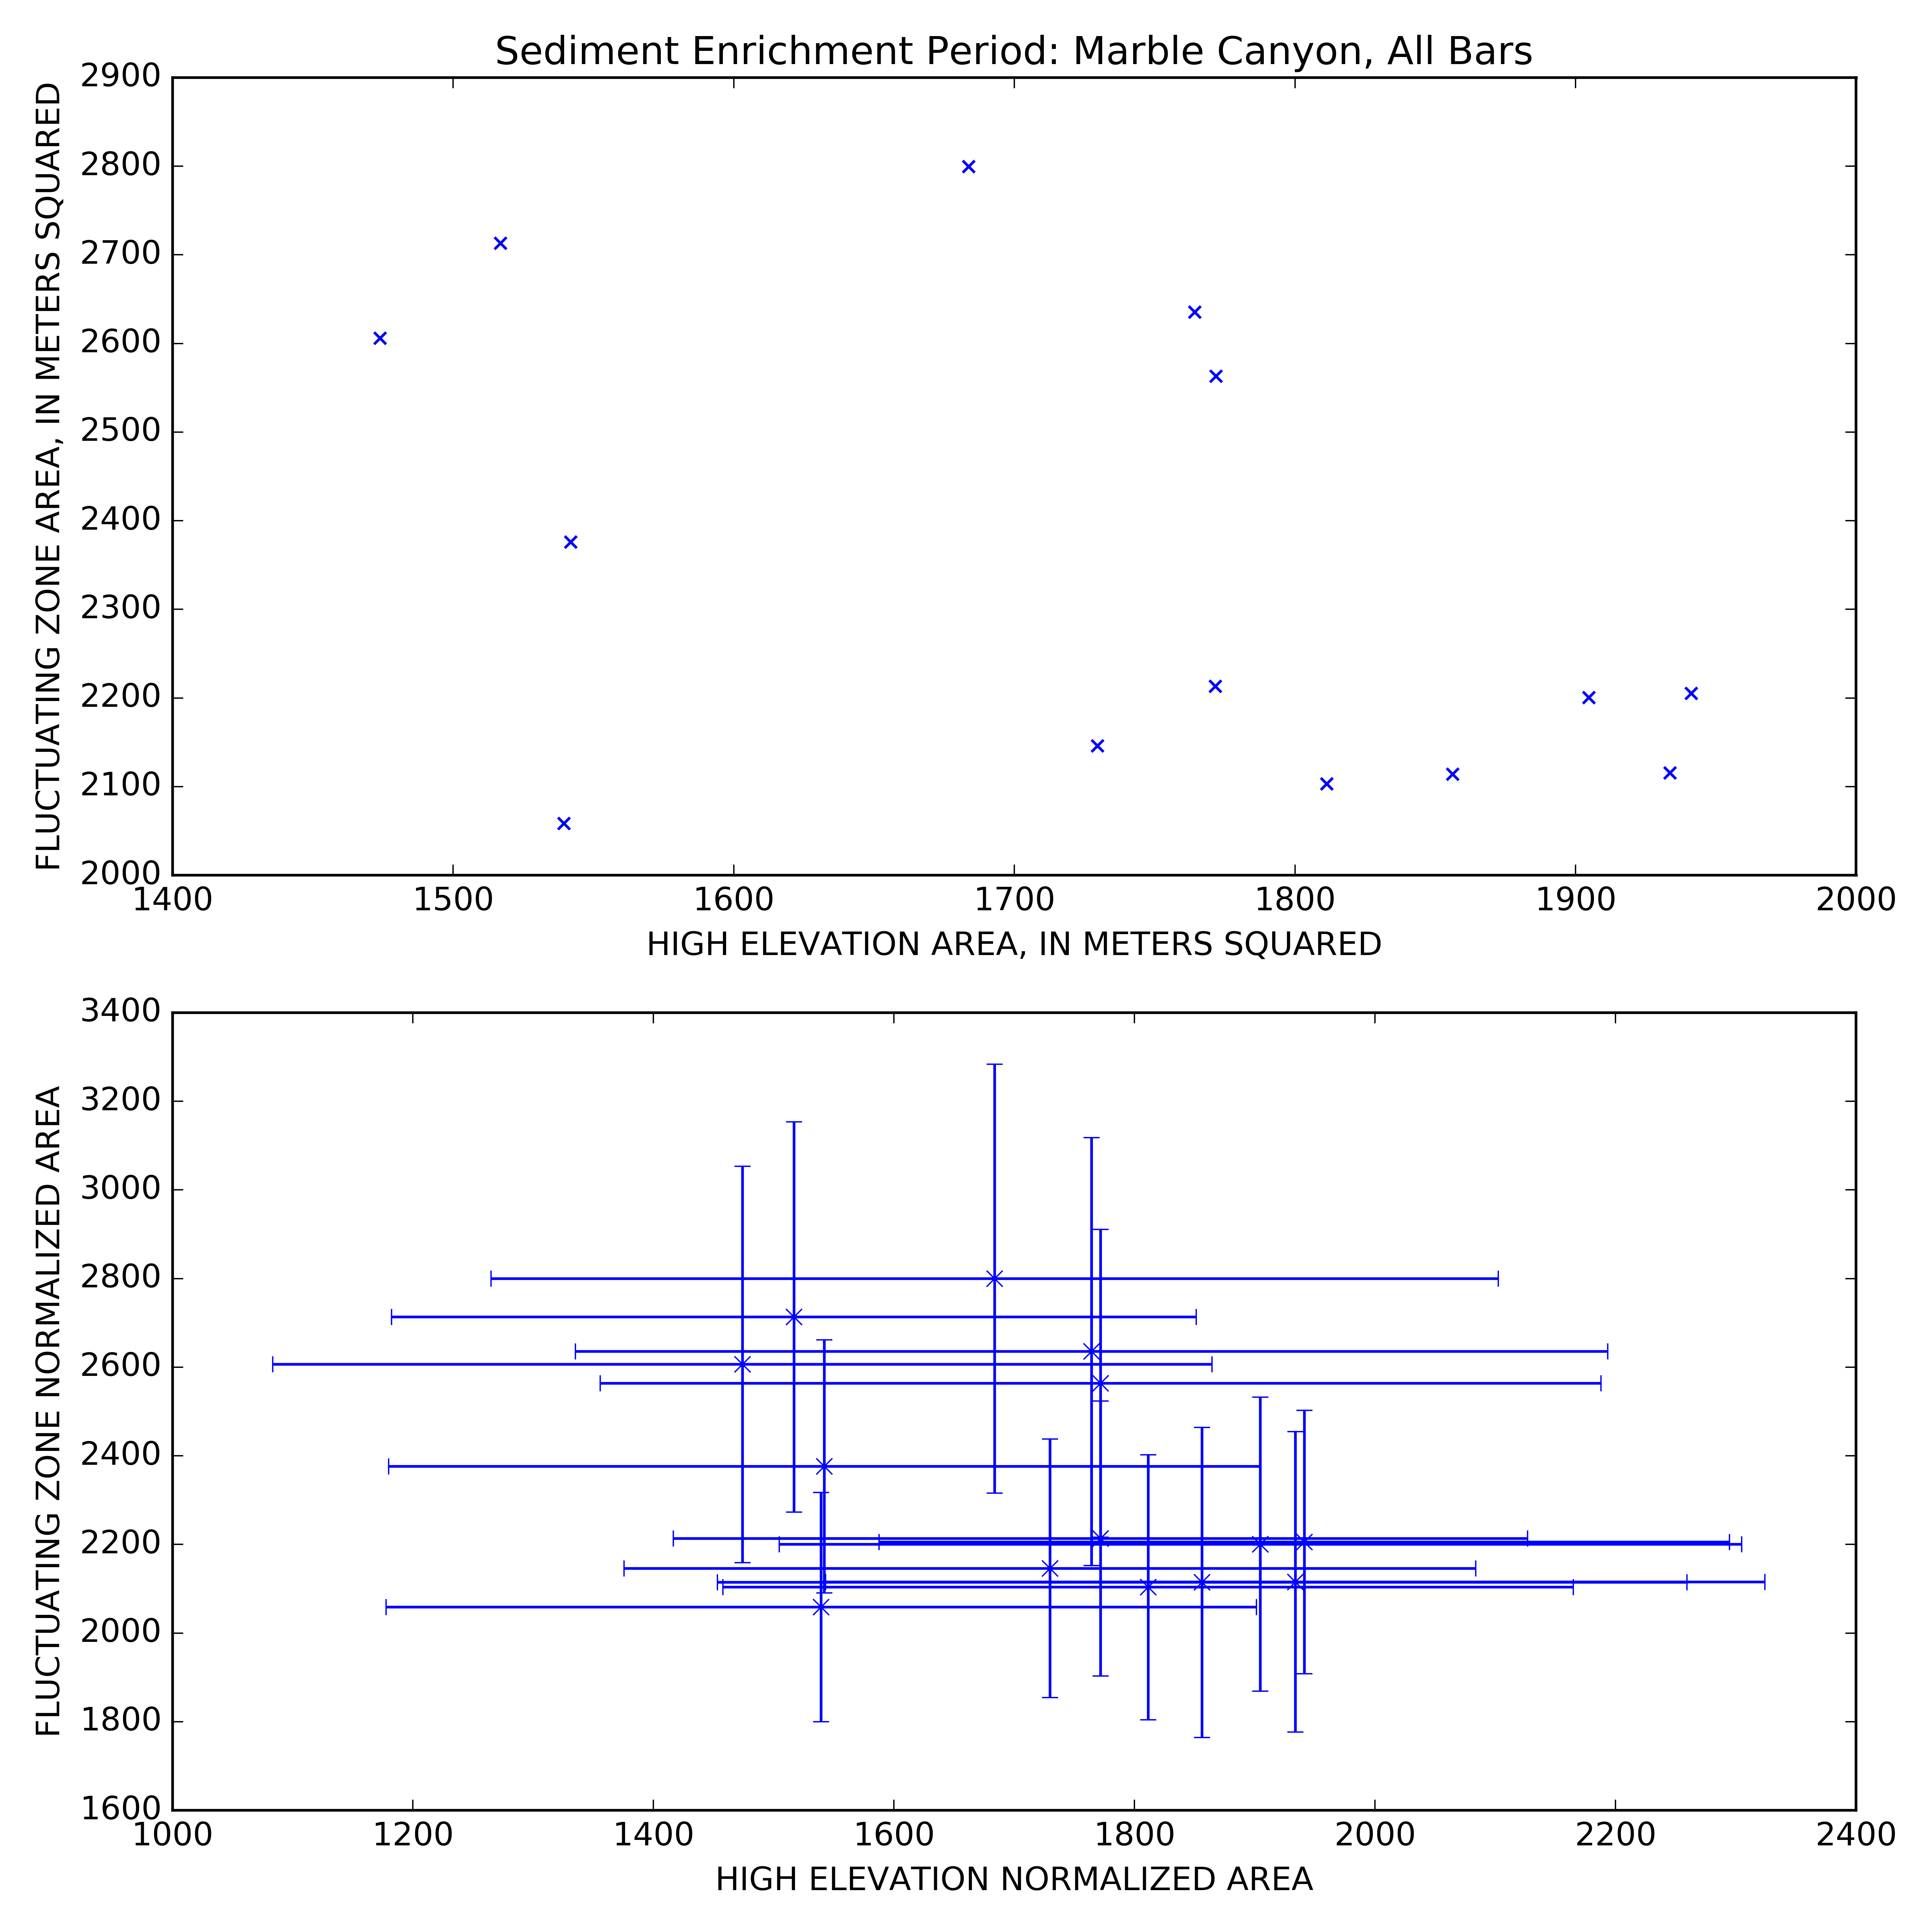 Sediment Enrichment Period: Marble Canyon, All Bars
FLUCTUATING ZONE AREA, IN METERS SQUARED
2900
2800
2700
2600
2500
2400
2300
2200
2100
2000
1400 1500 1600 1700 1800 1900 2000
HIGH ELEVATION AREA, IN METERS SQUARED
FLUCTUATING ZONE NORMALIZED AREA
3400
3200
3000
2800
2600
2400
2200
2000
1800
1600
1000 1200 1400 1600 1800 2000 2200 2400
HIGH ELEVATION NORMALIZED AREA